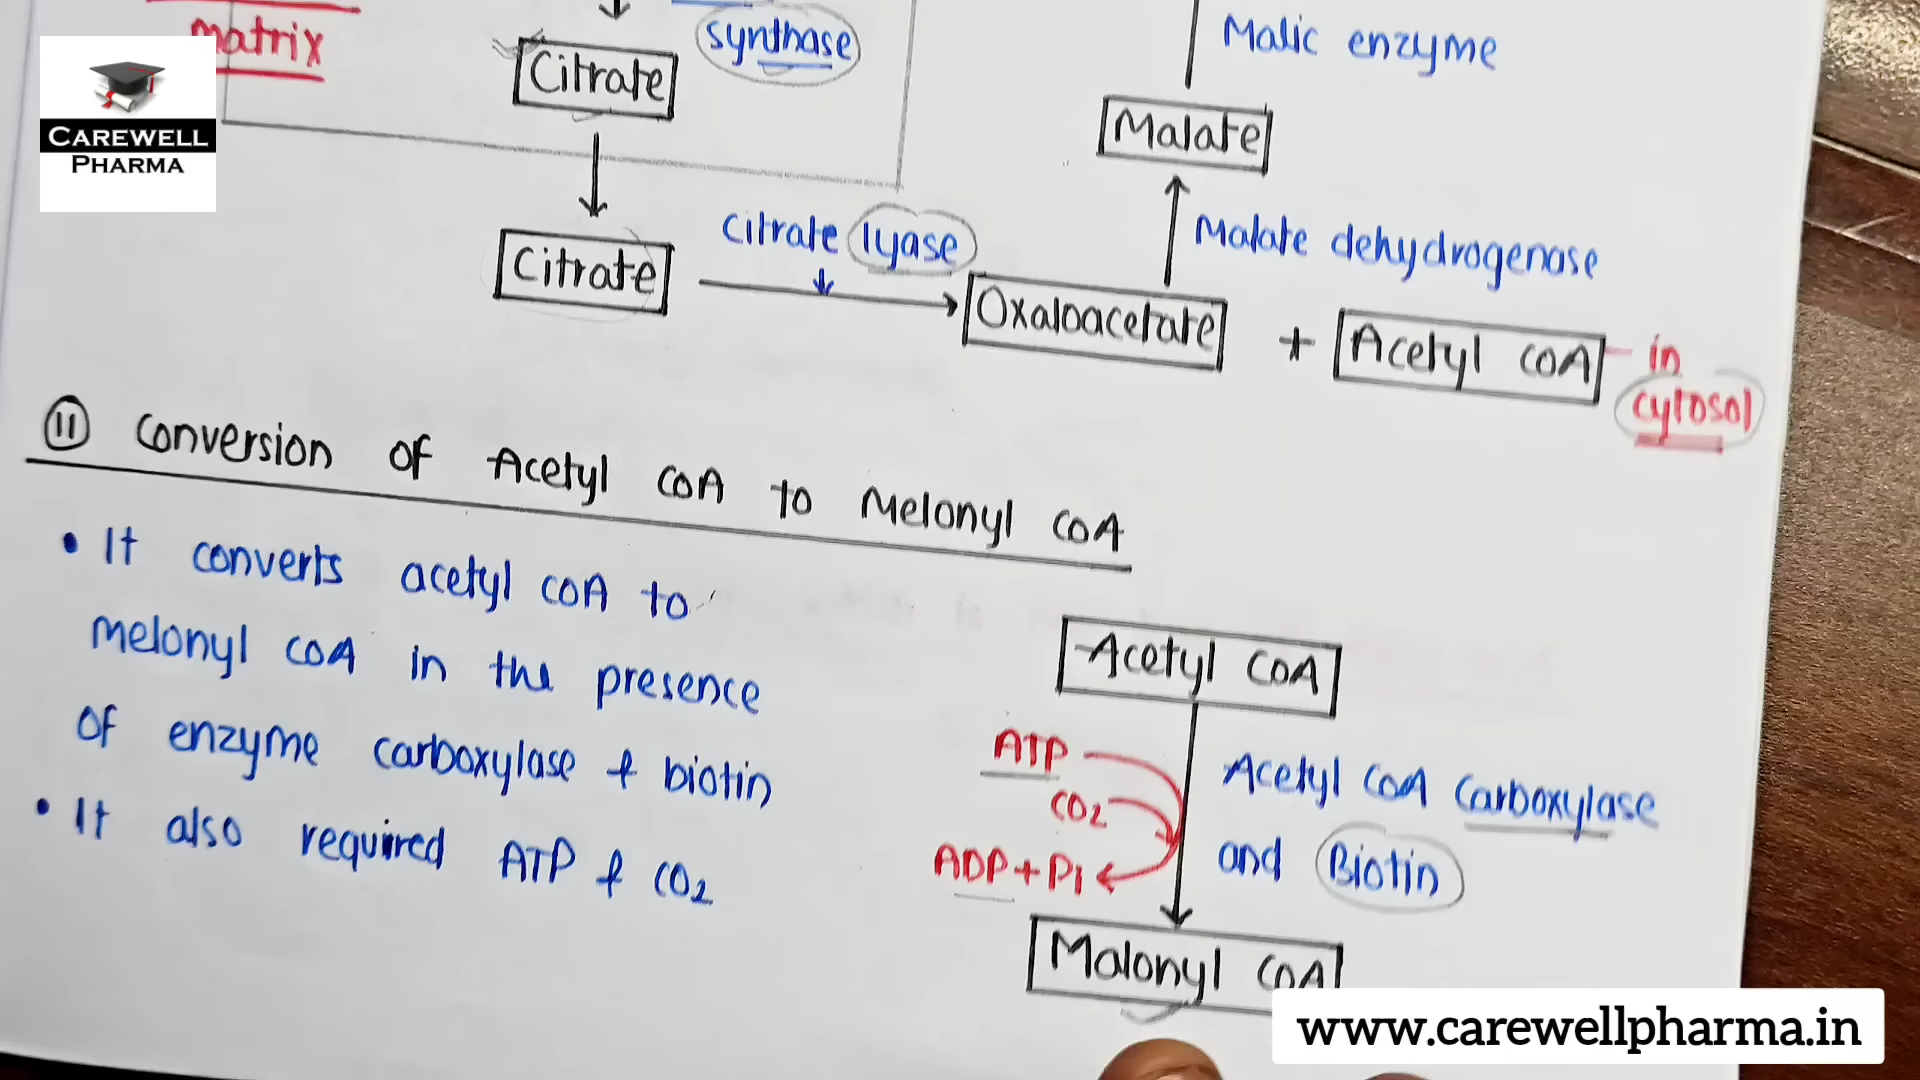 matrix
synthase
Malic enzyme
Citrate
Malate
CAREWELL
PHARMA
Citrate lyase
Malate dehydrogenase
Citrate
Oxaloacetate + Acetyl COA - in
cytosol
11 Conversion of Acetyl COA to Melonyl COA
• It converts acetyl COA to
melonyl COA in the presence
of enzyme carboxylase & biotin
• It also required ATP & CO2
Acetyl COA
ATP
CO2
ADP + Pi
Acetyl COA Carboxylase
and Biotin
Malonyl COA
www.carewellpharma.in